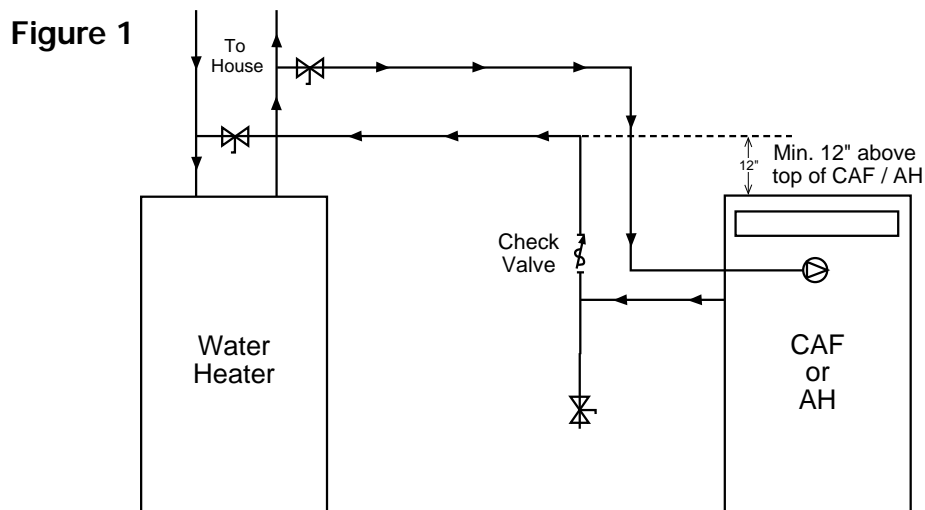 Figure 1
To
House
12"
Min. 12" above
top of CAF / AH
Check
Valve
Water
Heater
CAF
or
AH